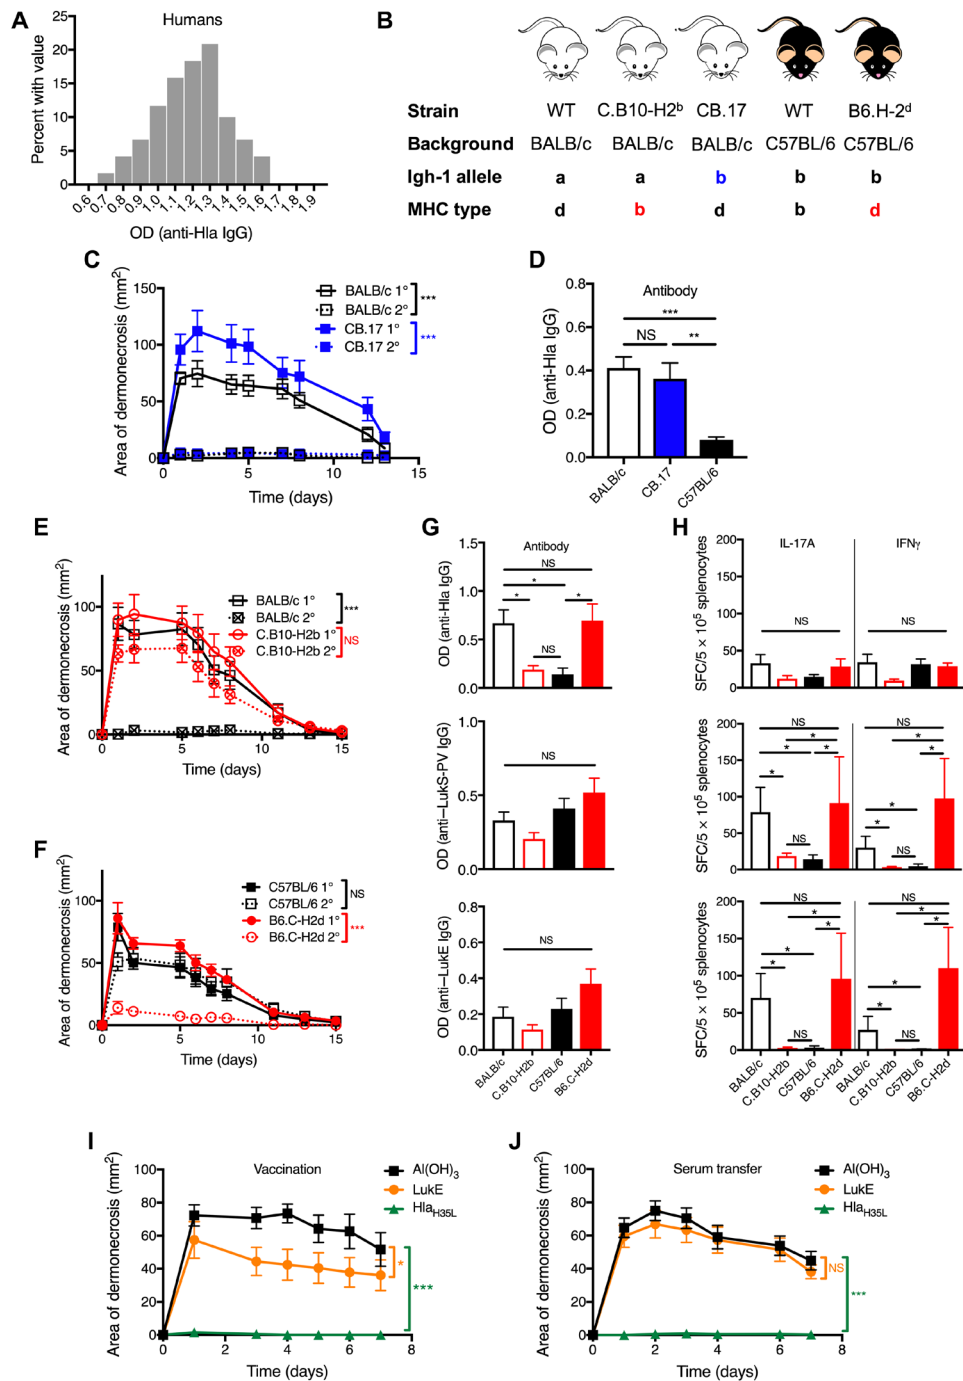 A
Humans
Percent with value
25
20
15
10
5
0
0.6 0.7 0.8 0.9 1.0 1.1 1.2 1.3 1.4 1.5 1.6 1.7 1.8 1.9
OD (anti-Hla IgG)
B
Strain WT C.B10-H2ᵇ CB.17 WT B6.H-2ᵈ
Background BALB/c BALB/c BALB/c C57BL/6 C57BL/6
Igh-1 allele a a b b b
MHC type d b d b d
C
Area of dermonecrosis (mm²)
150
100
50
0
0 5 10 15
Time (days)
BALB/c 1°
BALB/c 2°
***
CB.17 1°
CB.17 2°
***
D
Antibody
OD (anti-Hla IgG)
0.8
0.6
0.4
0.2
0.0
***
NS **
BALB/c CB.17 C57BL/6
E
Area of dermonecrosis (mm²)
100
50
0
0 5 10 15
Time (days)
BALB/c 1°
BALB/c 2°
***
C.B10-H2b 1°
C.B10-H2b 2°
NS
F
Area of dermonecrosis (mm²)
100
50
0
0 5 10 15
Time (days)
C57BL/6 1°
C57BL/6 2°
NS
B6.C-H2d 1°
B6.C-H2d 2°
***
G
Antibody
OD (anti-Hla IgG)
1.5
1.0
0.5
0.0
NS
*
* *
NS
OD (anti–LukS-PV IgG)
1.0
0.5
0.0
NS
OD (anti–LukE IgG)
0.8
0.6
0.4
0.2
0.0
NS
BALB/c C.B10-H2b C57BL/6 B6.C-H2d
H
IL-17A IFNγ
SFC/5 × 10⁵ splenocytes
200
150
100
50
0
NS NS
SFC/5 × 10⁵ splenocytes
200
150
100
50
0
NS NS
* *
* * *
* *
*
NS NS
SFC/5 × 10⁵ splenocytes
200
150
100
50
0
NS NS
* *
* *
* *
* *
NS NS
BALB/c C.B10-H2b C57BL/6 B6.C-H2d BALB/c C.B10-H2b C57BL/6 B6.C-H2d
I
Vaccination
Area of dermonecrosis (mm²)
100
80
60
40
20
0
0 2 4 6 8
Time (days)
Al(OH)₃
LukE
Hla H35L
*
***
J
Serum transfer
Area of dermonecrosis (mm²)
100
80
60
40
20
0
0 2 4 6 8
Time (days)
Al(OH)₃
LukE
Hla H35L
NS
***